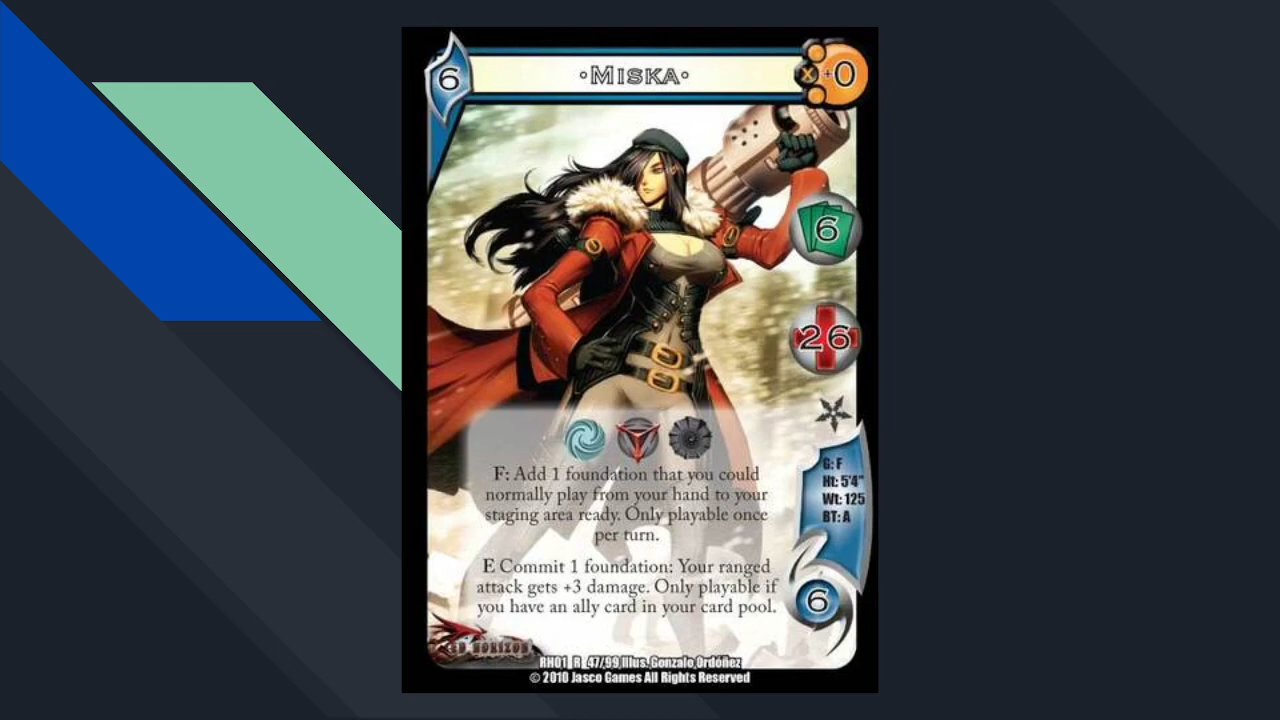 6
·MISKA·
+0
6
26
G: F
Ht: 5'4"
Wt: 125
BT: A
F: Add 1 foundation that you could
normally play from your hand to your
staging area ready. Only playable once
per turn.
E Commit 1 foundation: Your ranged
attack gets +3 damage. Only playable if
you have an ally card in your card pool.
6
RED HORIZON
RH01 R 47/99 Illus. Gonzalo Ordóñez
© 2010 Jasco Games All Rights Reserved